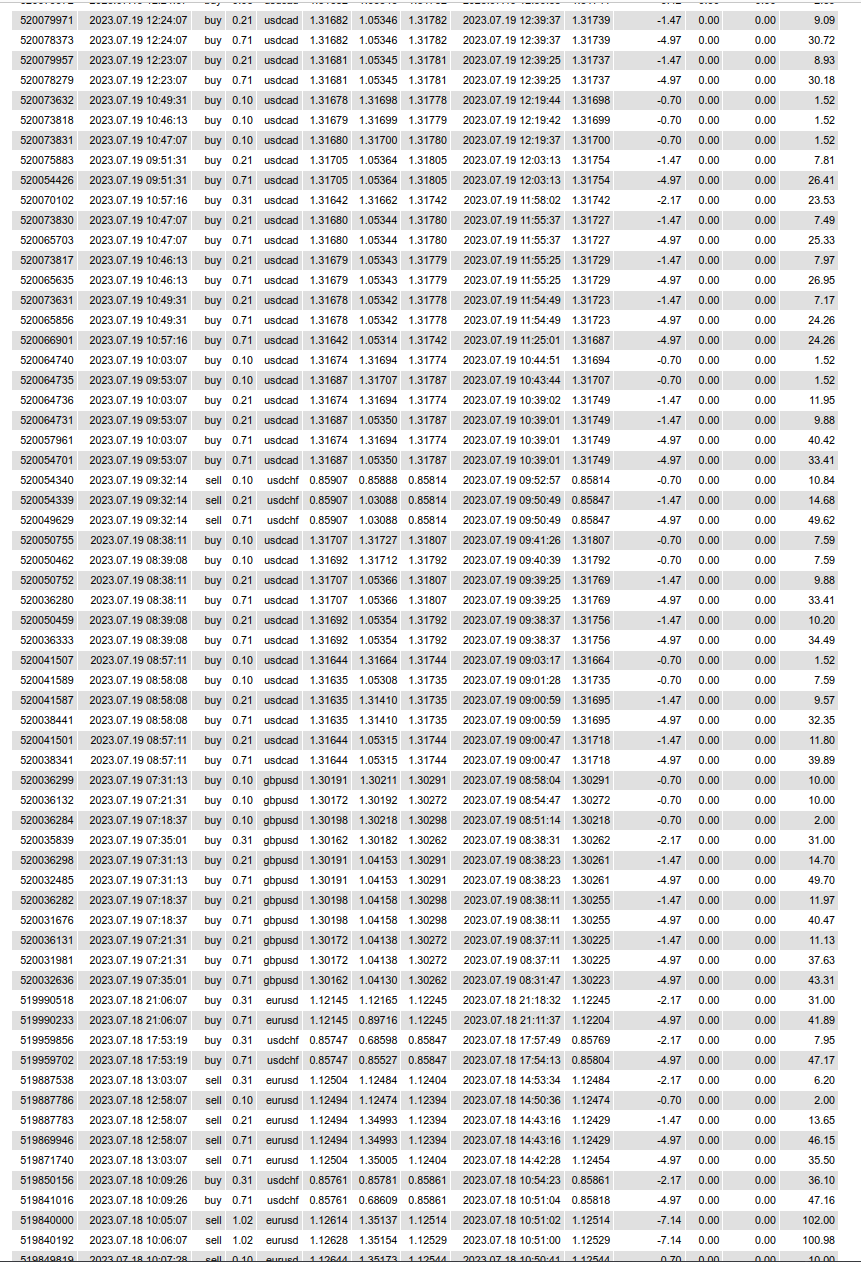 520079971 2023.07.19 12:24:07 buy 0.21 usdcad 1.31682 1.05346 1.31782 2023.07.19 12:39:37 1.31739 -1.47 0.00 0.00 9.09
520078373 2023.07.19 12:24:07 buy 0.71 usdcad 1.31682 1.05346 1.31782 2023.07.19 12:39:37 1.31739 -4.97 0.00 0.00 30.72
520079957 2023.07.19 12:23:07 buy 0.21 usdcad 1.31681 1.05345 1.31781 2023.07.19 12:39:25 1.31737 -1.47 0.00 0.00 8.93
520078279 2023.07.19 12:23:07 buy 0.71 usdcad 1.31681 1.05345 1.31781 2023.07.19 12:39:25 1.31737 -4.97 0.00 0.00 30.18
520073632 2023.07.19 10:49:31 buy 0.10 usdcad 1.31678 1.31698 1.31778 2023.07.19 12:19:44 1.31698 -0.70 0.00 0.00 1.52
520073818 2023.07.19 10:46:13 buy 0.10 usdcad 1.31679 1.31699 1.31779 2023.07.19 12:19:42 1.31699 -0.70 0.00 0.00 1.52
520073831 2023.07.19 10:47:07 buy 0.10 usdcad 1.31680 1.31700 1.31780 2023.07.19 12:19:37 1.31700 -0.70 0.00 0.00 1.52
520075883 2023.07.19 09:51:31 buy 0.21 usdcad 1.31705 1.05364 1.31805 2023.07.19 12:03:13 1.31754 -1.47 0.00 0.00 7.81
520054426 2023.07.19 09:51:31 buy 0.71 usdcad 1.31705 1.05364 1.31805 2023.07.19 12:03:13 1.31754 -4.97 0.00 0.00 26.41
520070102 2023.07.19 10:57:16 buy 0.31 usdcad 1.31642 1.31662 1.31742 2023.07.19 11:58:02 1.31742 -2.17 0.00 0.00 23.53
520073830 2023.07.19 10:47:07 buy 0.21 usdcad 1.31680 1.05344 1.31780 2023.07.19 11:55:37 1.31727 -1.47 0.00 0.00 7.49
520065703 2023.07.19 10:47:07 buy 0.71 usdcad 1.31680 1.05344 1.31780 2023.07.19 11:55:37 1.31727 -4.97 0.00 0.00 25.33
520073817 2023.07.19 10:46:13 buy 0.21 usdcad 1.31679 1.05343 1.31779 2023.07.19 11:55:25 1.31729 -1.47 0.00 0.00 7.97
520065635 2023.07.19 10:46:13 buy 0.71 usdcad 1.31679 1.05343 1.31779 2023.07.19 11:55:25 1.31729 -4.97 0.00 0.00 26.95
520073631 2023.07.19 10:49:31 buy 0.21 usdcad 1.31678 1.05342 1.31778 2023.07.19 11:54:49 1.31723 -1.47 0.00 0.00 7.17
520065856 2023.07.19 10:49:31 buy 0.71 usdcad 1.31678 1.05342 1.31778 2023.07.19 11:54:49 1.31723 -4.97 0.00 0.00 24.26
520066901 2023.07.19 10:57:16 buy 0.71 usdcad 1.31642 1.05314 1.31742 2023.07.19 11:25:01 1.31687 -4.97 0.00 0.00 24.26
520064740 2023.07.19 10:03:07 buy 0.10 usdcad 1.31674 1.31694 1.31774 2023.07.19 10:44:51 1.31694 -0.70 0.00 0.00 1.52
520064735 2023.07.19 09:53:07 buy 0.10 usdcad 1.31687 1.31707 1.31787 2023.07.19 10:43:44 1.31707 -0.70 0.00 0.00 1.52
520064736 2023.07.19 10:03:07 buy 0.21 usdcad 1.31674 1.31694 1.31774 2023.07.19 10:39:02 1.31749 -1.47 0.00 0.00 11.95
520064731 2023.07.19 09:53:07 buy 0.21 usdcad 1.31687 1.05350 1.31787 2023.07.19 10:39:01 1.31749 -1.47 0.00 0.00 9.88
520057961 2023.07.19 10:03:07 buy 0.71 usdcad 1.31674 1.31694 1.31774 2023.07.19 10:39:01 1.31749 -4.97 0.00 0.00 40.42
520054701 2023.07.19 09:53:07 buy 0.71 usdcad 1.31687 1.05350 1.31787 2023.07.19 10:39:01 1.31749 -4.97 0.00 0.00 33.41
520054340 2023.07.19 09:32:14 sell 0.10 usdchf 0.85907 0.85888 0.85814 2023.07.19 09:52:57 0.85814 -0.70 0.00 0.00 10.84
520054339 2023.07.19 09:32:14 sell 0.21 usdchf 0.85907 1.03088 0.85814 2023.07.19 09:50:49 0.85847 -1.47 0.00 0.00 14.68
520049629 2023.07.19 09:32:14 sell 0.71 usdchf 0.85907 1.03088 0.85814 2023.07.19 09:50:49 0.85847 -4.97 0.00 0.00 49.62
520050755 2023.07.19 08:38:11 buy 0.10 usdcad 1.31707 1.31727 1.31807 2023.07.19 09:41:26 1.31807 -0.70 0.00 0.00 7.59
520050462 2023.07.19 08:39:08 buy 0.10 usdcad 1.31692 1.31712 1.31792 2023.07.19 09:40:39 1.31792 -0.70 0.00 0.00 7.59
520050752 2023.07.19 08:38:11 buy 0.21 usdcad 1.31707 1.05366 1.31807 2023.07.19 09:39:25 1.31769 -1.47 0.00 0.00 9.88
520036280 2023.07.19 08:38:11 buy 0.71 usdcad 1.31707 1.05366 1.31807 2023.07.19 09:39:25 1.31769 -4.97 0.00 0.00 33.41
520050459 2023.07.19 08:39:08 buy 0.21 usdcad 1.31692 1.05354 1.31792 2023.07.19 09:38:37 1.31756 -1.47 0.00 0.00 10.20
520036333 2023.07.19 08:39:08 buy 0.71 usdcad 1.31692 1.05354 1.31792 2023.07.19 09:38:37 1.31756 -4.97 0.00 0.00 34.49
520041507 2023.07.19 08:57:11 buy 0.10 usdcad 1.31644 1.31664 1.31744 2023.07.19 09:03:17 1.31664 -0.70 0.00 0.00 1.52
520041589 2023.07.19 08:58:08 buy 0.10 usdcad 1.31635 1.05308 1.31735 2023.07.19 09:01:28 1.31735 -0.70 0.00 0.00 7.59
520041587 2023.07.19 08:58:08 buy 0.21 usdcad 1.31635 1.31410 1.31735 2023.07.19 09:00:59 1.31695 -1.47 0.00 0.00 9.57
520038441 2023.07.19 08:58:08 buy 0.71 usdcad 1.31635 1.31410 1.31735 2023.07.19 09:00:59 1.31695 -4.97 0.00 0.00 32.35
520041501 2023.07.19 08:57:11 buy 0.21 usdcad 1.31644 1.05315 1.31744 2023.07.19 09:00:47 1.31718 -1.47 0.00 0.00 11.80
520038341 2023.07.19 08:57:11 buy 0.71 usdcad 1.31644 1.05315 1.31744 2023.07.19 09:00:47 1.31718 -4.97 0.00 0.00 39.89
520036299 2023.07.19 07:31:13 buy 0.10 gbpusd 1.30191 1.30211 1.30291 2023.07.19 08:58:04 1.30291 -0.70 0.00 0.00 10.00
520036132 2023.07.19 07:21:31 buy 0.10 gbpusd 1.30172 1.30192 1.30272 2023.07.19 08:54:47 1.30272 -0.70 0.00 0.00 10.00
520036284 2023.07.19 07:18:37 buy 0.10 gbpusd 1.30198 1.30218 1.30298 2023.07.19 08:51:14 1.30218 -0.70 0.00 0.00 2.00
520035839 2023.07.19 07:35:01 buy 0.31 gbpusd 1.30162 1.30182 1.30262 2023.07.19 08:38:31 1.30262 -2.17 0.00 0.00 31.00
520036298 2023.07.19 07:31:13 buy 0.21 gbpusd 1.30191 1.04153 1.30291 2023.07.19 08:38:23 1.30261 -1.47 0.00 0.00 14.70
520032485 2023.07.19 07:31:13 buy 0.71 gbpusd 1.30191 1.04153 1.30291 2023.07.19 08:38:23 1.30261 -4.97 0.00 0.00 49.70
520036282 2023.07.19 07:18:37 buy 0.21 gbpusd 1.30198 1.04158 1.30298 2023.07.19 08:38:11 1.30255 -1.47 0.00 0.00 11.97
520031676 2023.07.19 07:18:37 buy 0.71 gbpusd 1.30198 1.04158 1.30298 2023.07.19 08:38:11 1.30255 -4.97 0.00 0.00 40.47
520036131 2023.07.19 07:21:31 buy 0.21 gbpusd 1.30172 1.04138 1.30272 2023.07.19 08:37:11 1.30225 -1.47 0.00 0.00 11.13
520031981 2023.07.19 07:21:31 buy 0.71 gbpusd 1.30172 1.04138 1.30272 2023.07.19 08:37:11 1.30225 -4.97 0.00 0.00 37.63
520032636 2023.07.19 07:35:01 buy 0.71 gbpusd 1.30162 1.04130 1.30262 2023.07.19 08:31:47 1.30223 -4.97 0.00 0.00 43.31
519990518 2023.07.18 21:06:07 buy 0.31 eurusd 1.12145 1.12165 1.12245 2023.07.18 21:18:32 1.12245 -2.17 0.00 0.00 31.00
519990233 2023.07.18 21:06:07 buy 0.71 eurusd 1.12145 0.89716 1.12245 2023.07.18 21:11:37 1.12204 -4.97 0.00 0.00 41.89
519959856 2023.07.18 17:53:19 buy 0.31 usdchf 0.85747 0.68598 0.85847 2023.07.18 17:57:49 0.85769 -2.17 0.00 0.00 7.95
519959702 2023.07.18 17:53:19 buy 0.71 usdchf 0.85747 0.85527 0.85847 2023.07.18 17:54:13 0.85804 -4.97 0.00 0.00 47.17
519887538 2023.07.18 13:03:07 sell 0.31 eurusd 1.12504 1.12484 1.12404 2023.07.18 14:53:34 1.12484 -2.17 0.00 0.00 6.20
519887786 2023.07.18 12:58:07 sell 0.10 eurusd 1.12494 1.12474 1.12394 2023.07.18 14:50:36 1.12474 -0.70 0.00 0.00 2.00
519887783 2023.07.18 12:58:07 sell 0.21 eurusd 1.12494 1.34993 1.12394 2023.07.18 14:43:16 1.12429 -1.47 0.00 0.00 13.65
519869946 2023.07.18 12:58:07 sell 0.71 eurusd 1.12494 1.34993 1.12394 2023.07.18 14:43:16 1.12429 -4.97 0.00 0.00 46.15
519871740 2023.07.18 13:03:07 sell 0.71 eurusd 1.12504 1.35005 1.12404 2023.07.18 14:42:28 1.12454 -4.97 0.00 0.00 35.50
519850156 2023.07.18 10:09:26 buy 0.31 usdchf 0.85761 0.85781 0.85861 2023.07.18 10:54:23 0.85861 -2.17 0.00 0.00 36.10
519841016 2023.07.18 10:09:26 buy 0.71 usdchf 0.85761 0.68609 0.85861 2023.07.18 10:51:04 0.85818 -4.97 0.00 0.00 47.16
519840000 2023.07.18 10:05:07 sell 1.02 eurusd 1.12614 1.35137 1.12514 2023.07.18 10:51:02 1.12514 -7.14 0.00 0.00 102.00
519840192 2023.07.18 10:06:07 sell 1.02 eurusd 1.12628 1.35154 1.12529 2023.07.18 10:51:00 1.12529 -7.14 0.00 0.00 100.98
519849819 2023.07.18 10:07:28 sell 0.10 eurusd 1.12644 1.35173 1.12544 2023.07.18 10:50:41 1.12544 0.70 0.00 0.00 10.00